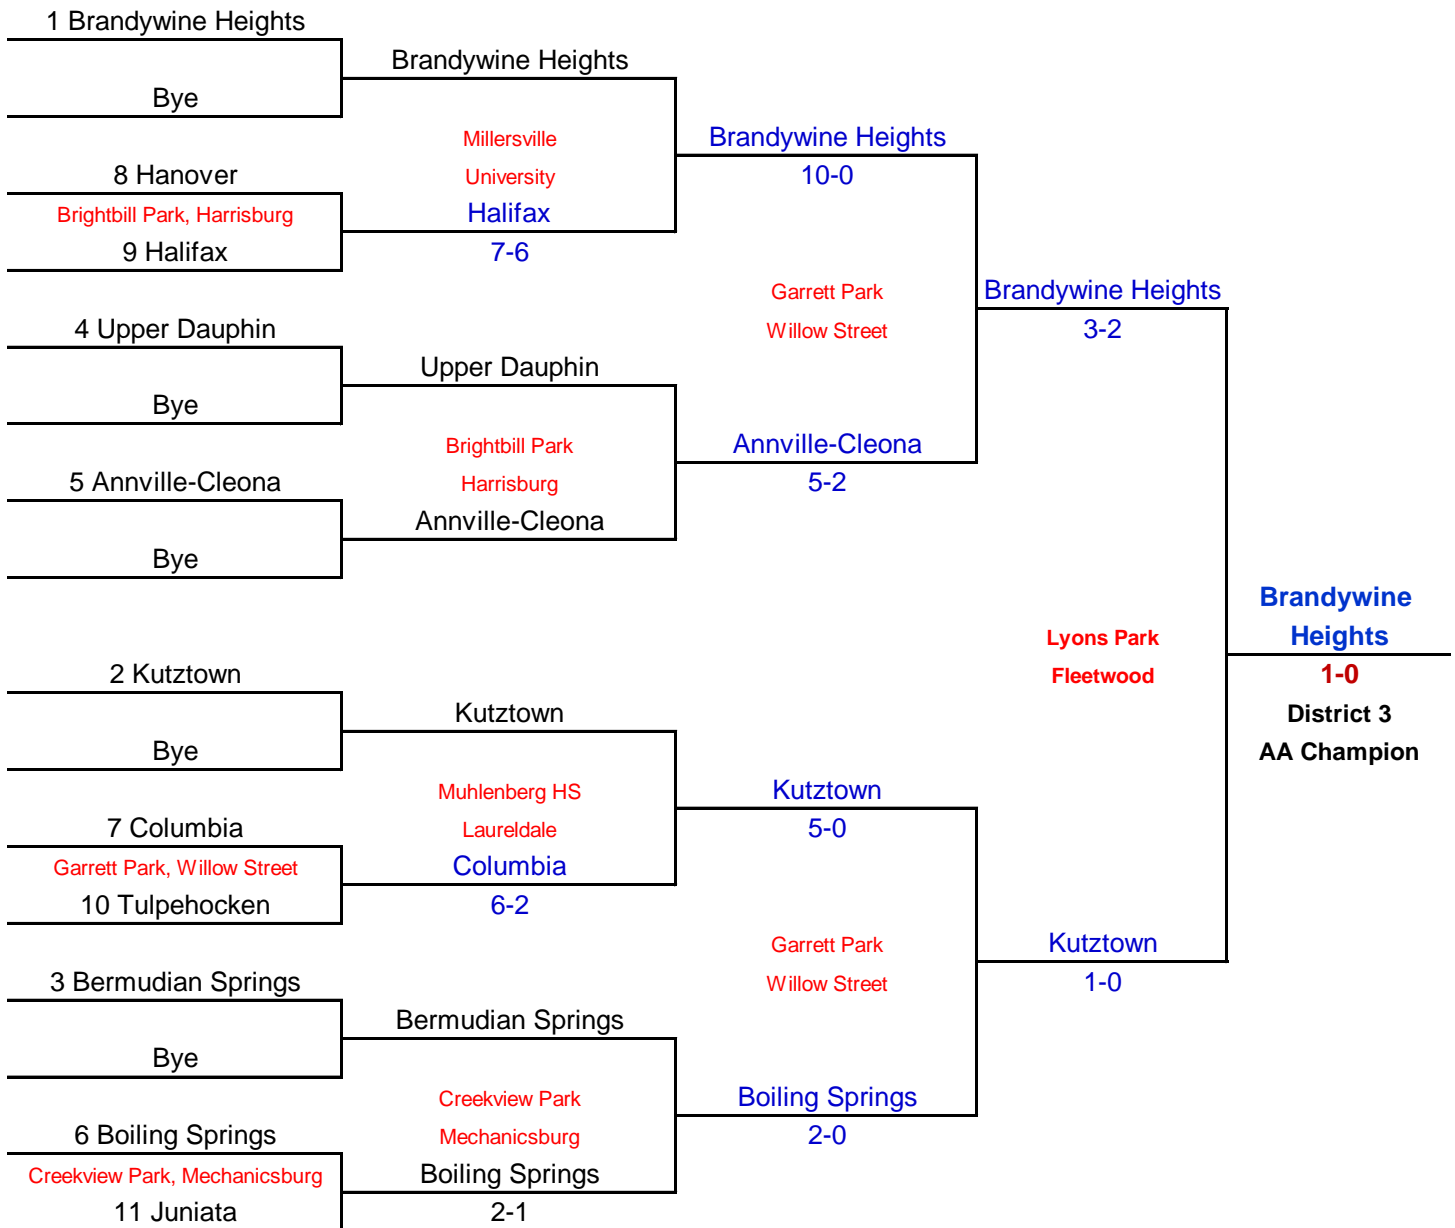 1 Brandywine Heights
Brandywine Heights
Bye
Millersville
University
Brandywine Heights
10-0
8 Hanover
Brightbill Park, Harrisburg
9 Halifax
Halifax
7-6
Garrett Park
Willow Street
Brandywine Heights
3-2
4 Upper Dauphin
Upper Dauphin
Bye
Brightbill Park
Harrisburg
Annville-Cleona
5-2
5 Annville-Cleona
Annville-Cleona
Bye
Lyons Park
Fleetwood
Brandywine
Heights
1-0
District 3
AA Champion
2 Kutztown
Kutztown
Bye
Muhlenberg HS
Laureldale
Kutztown
5-0
7 Columbia
Garrett Park, Willow Street
10 Tulpehocken
Columbia
6-2
Garrett Park
Willow Street
Kutztown
1-0
3 Bermudian Springs
Bermudian Springs
Bye
Creekview Park
Mechanicsburg
Boiling Springs
2-0
6 Boiling Springs
Creekview Park, Mechanicsburg
11 Juniata
Boiling Springs
2-1